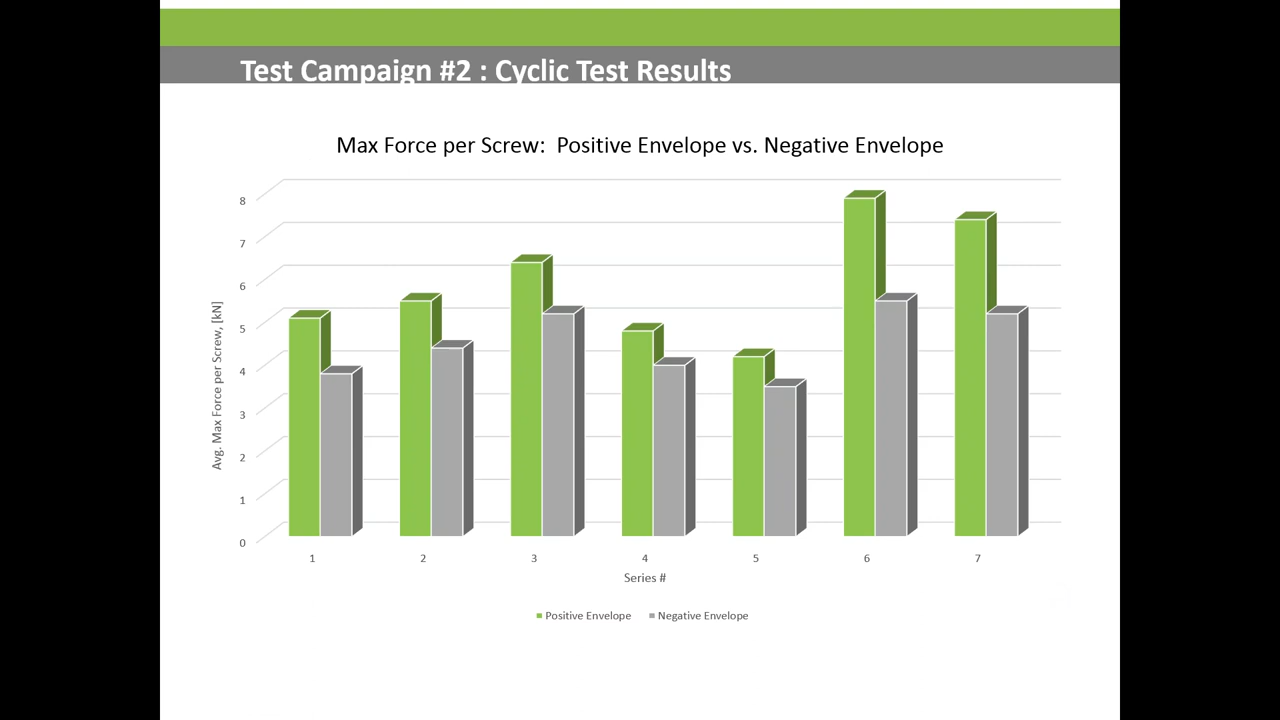 Test Campaign #2 : Cyclic Test Results
Max Force per Screw:  Positive Envelope vs. Negative Envelope
8
7
6
5
4
3
2
1
0
Avg. Max Force per Screw, [kN]
1 2 3 4 5 6 7
Series #
Positive Envelope Negative Envelope